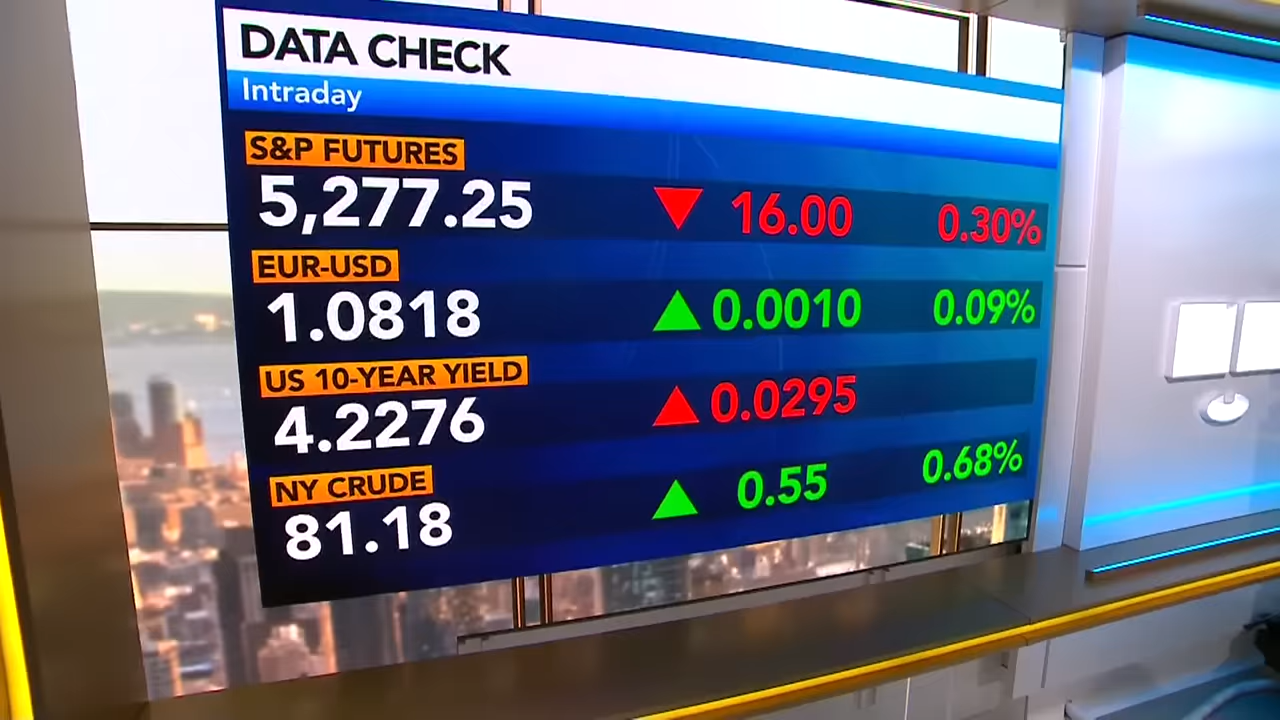 DATA CHECK
Intraday
S&P FUTURES
5,277.25 ▼ 16.00 0.30%
EUR-USD
1.0818 ▲ 0.0010 0.09%
US 10-YEAR YIELD
4.2276 ▲ 0.0295
NY CRUDE
81.18 ▲ 0.55 0.68%